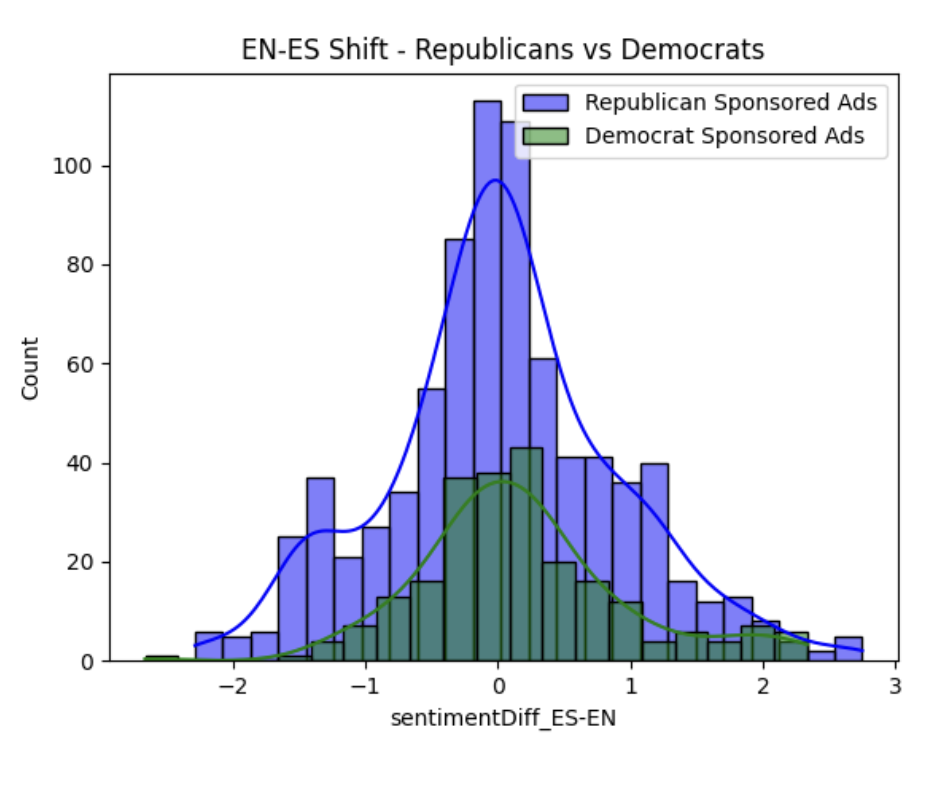 EN-ES Shift - Republicans vs Democrats
Republican Sponsored Ads
Democrat Sponsored Ads
100
80
60
40
20
0
Count
−2
−1
0
1
2
3
sentimentDiff_ES-EN